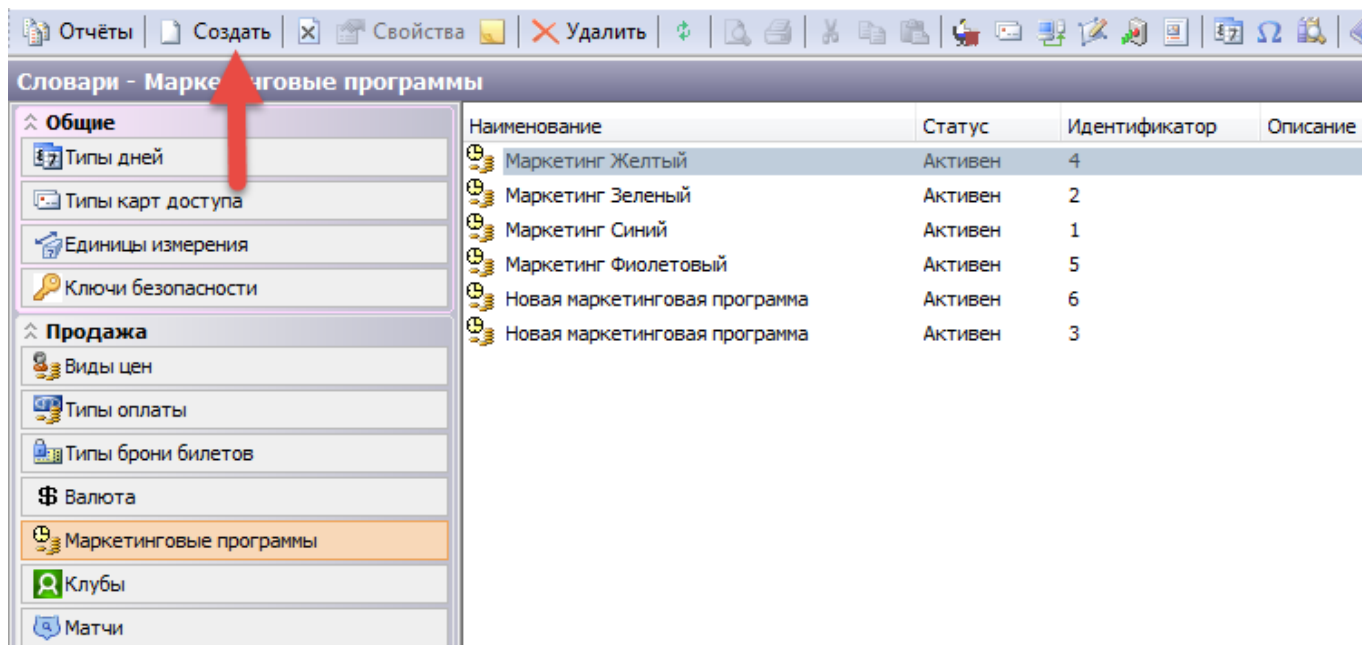 Отчёты Создать Свойства Удалить
Словари - Маркетинговые программы
Общие
Типы дней
Типы карт доступа
Единицы измерения
Ключи безопасности
Продажа
Виды цен
Типы оплаты
Типы брони билетов
Валюта
Маркетинговые программы
Клубы
Матчи
Наименование Статус Идентификатор Описание
Маркетинг Желтый Активен 4
Маркетинг Зеленый Активен 2
Маркетинг Синий Активен 1
Маркетинг Фиолетовый Активен 5
Новая маркетинговая программа Активен 6
Новая маркетинговая программа Активен 3